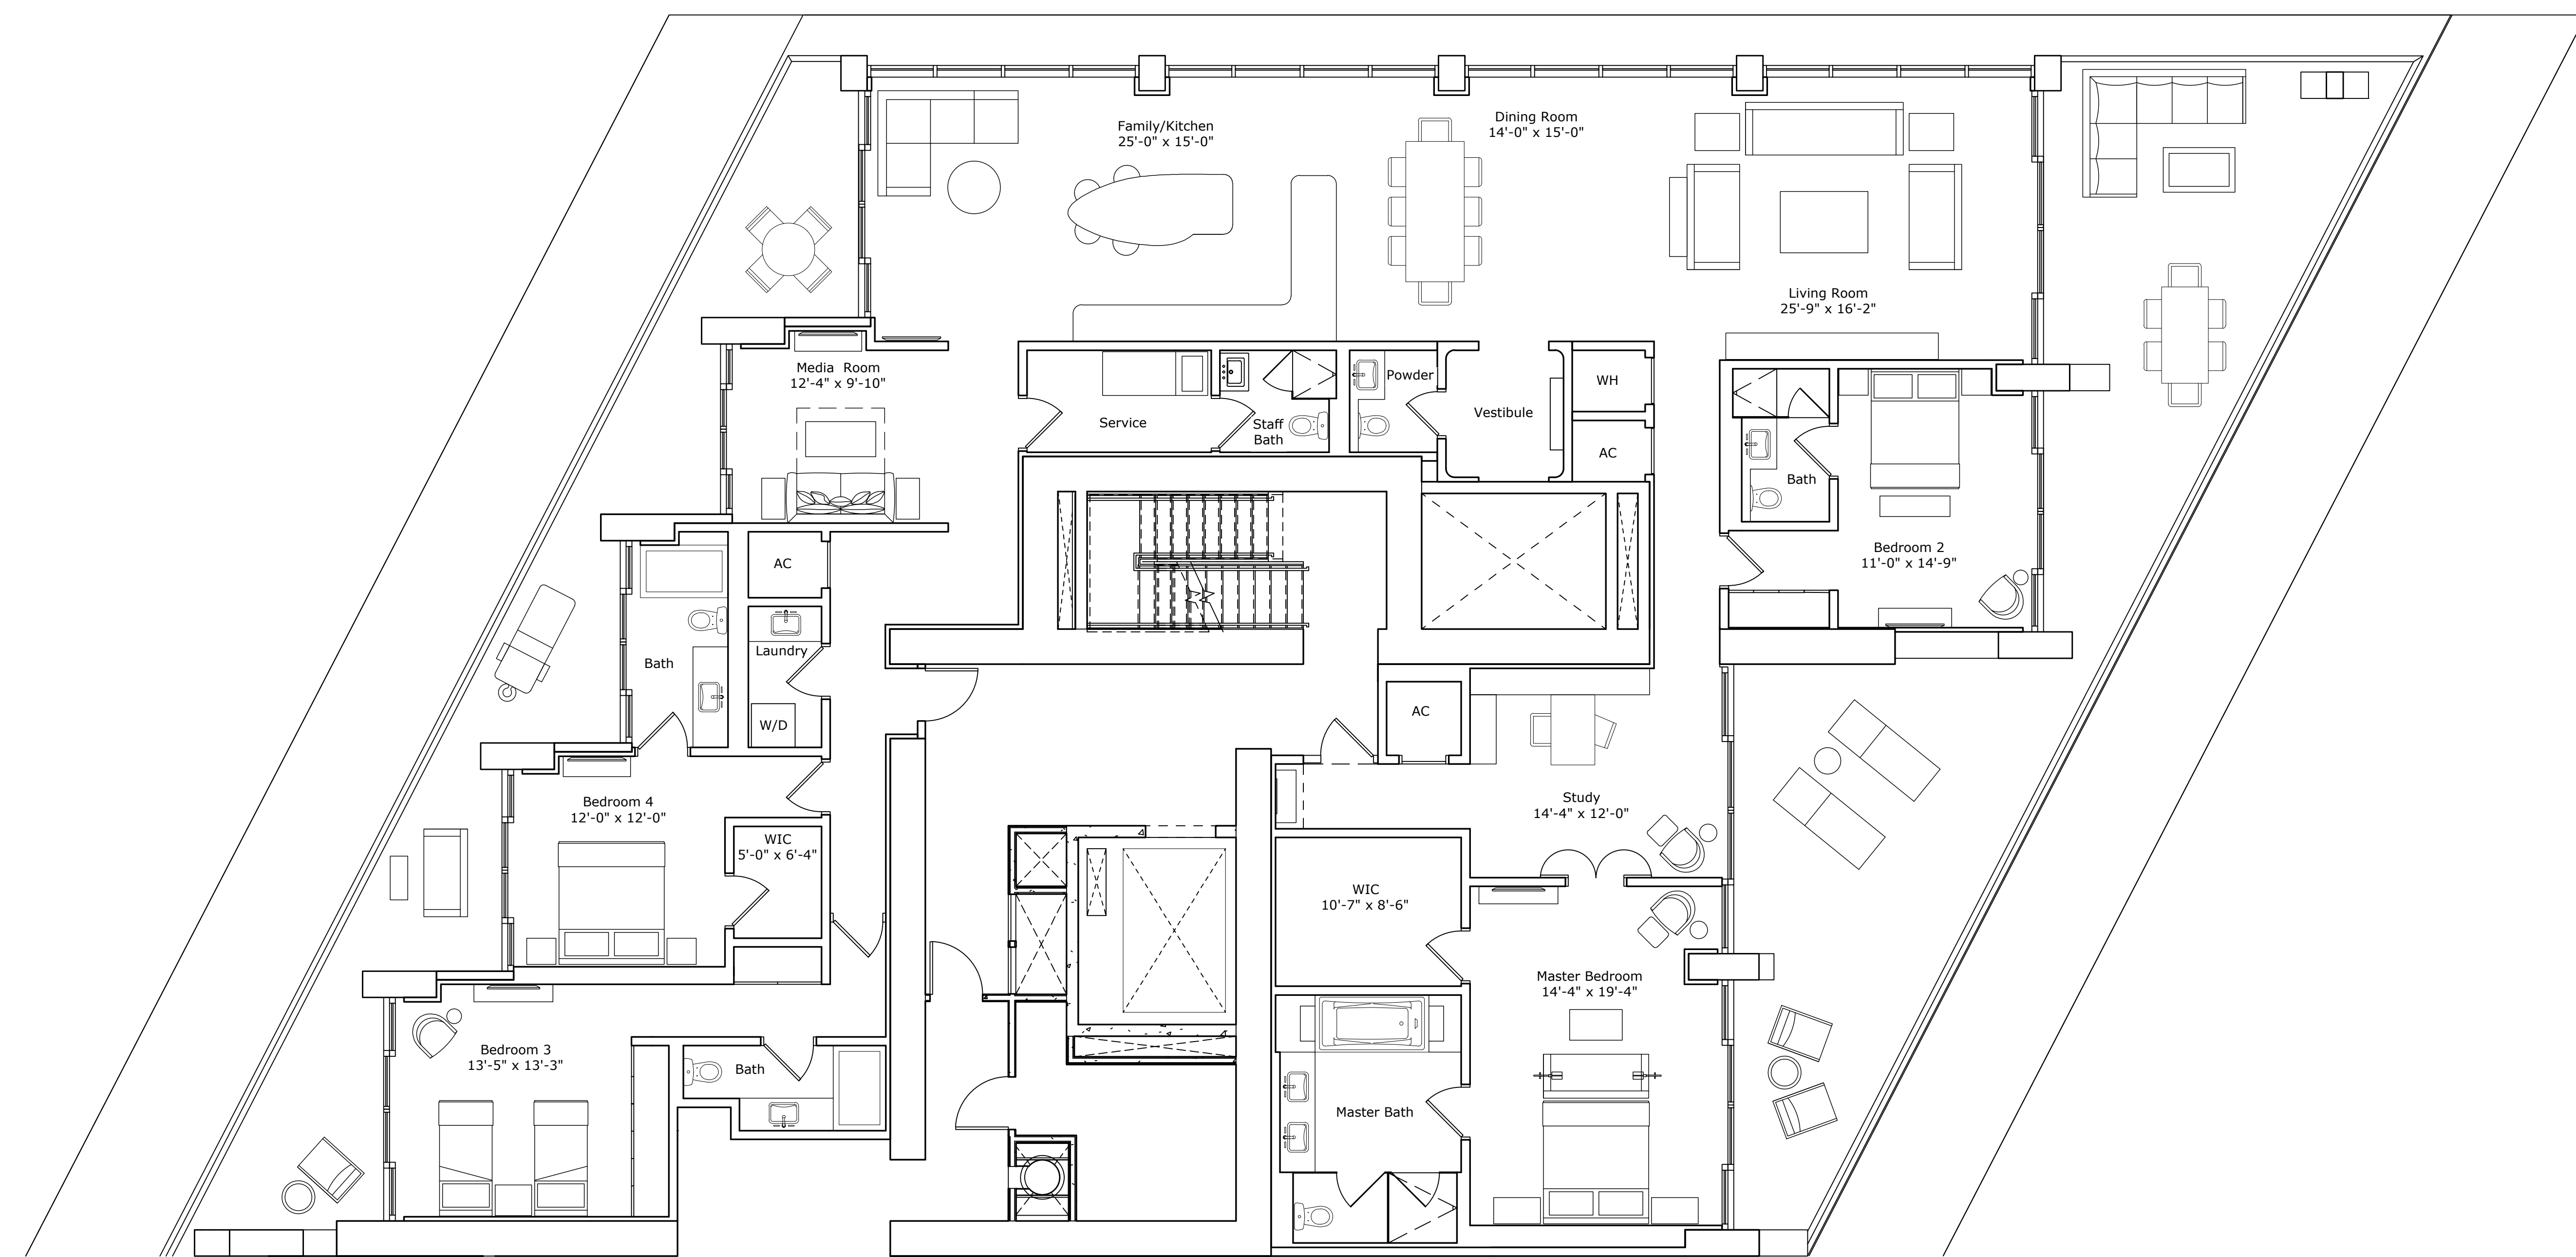 Family/Kitchen
25'-0" x 15'-0"
Dining Room
14'-0" x 15'-0"
Living Room
25'-9" x 16'-2"
Media Room
12'-4" x 9'-10"
Service
Staff
Bath
Powder
Vestibule
WH
AC
Bath
Bedroom 2
11'-0" x 14'-9"
AC
Laundry
W/D
Bath
AC
Bedroom 4
12'-0" x 12'-0"
WIC
5'-0" x 6'-4"
Study
14'-4" x 12'-0"
WIC
10'-7" x 8'-6"
Master Bedroom
14'-4" x 19'-4"
Bedroom 3
13'-5" x 13'-3"
Bath
Master Bath